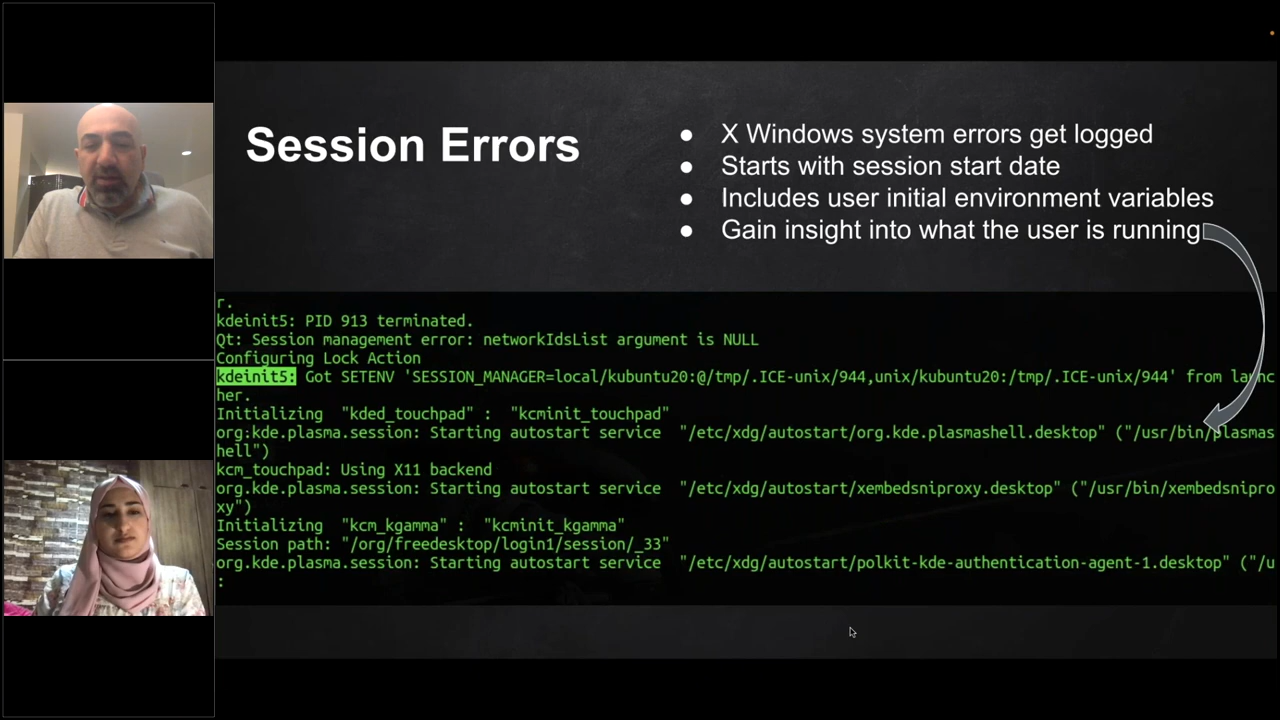 Session Errors
● X Windows system errors get logged
● Starts with session start date
● Includes user initial environment variables
● Gain insight into what the user is running
r.
kdeinit5: PID 913 terminated.
Qt: Session management error: networkIdsList argument is NULL
Configuring Lock Action
kdeinit5: Got SETENV 'SESSION_MANAGER=local/kubuntu20:@/tmp/.ICE-unix/944,unix/kubuntu20:/tmp/.ICE-unix/944' from launc
her.
Initializing  "kded_touchpad" :  "kcminit_touchpad"
org.kde.plasma.session: Starting autostart service  "/etc/xdg/autostart/org.kde.plasmashell.desktop" ("/usr/bin/plasmas
hell")
kcm_touchpad: Using X11 backend
org.kde.plasma.session: Starting autostart service  "/etc/xdg/autostart/xembedsniproxy.desktop" ("/usr/bin/xembedsnipro
xy")
Initializing  "kcm_kgamma" :  "kcminit_kgamma"
Session path: "/org/freedesktop/login1/session/_33"
org.kde.plasma.session: Starting autostart service  "/etc/xdg/autostart/polkit-kde-authentication-agent-1.desktop" ("/u
: